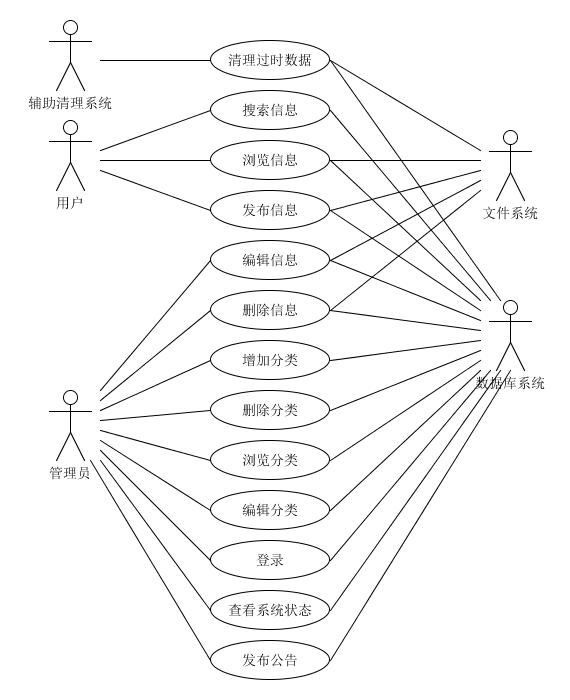 清理过时数据
辅助清理系统
搜索信息
浏览信息
用户
发布信息
文件系统
编辑信息
删除信息
增加分类
数据库系统
删除分类
浏览分类
管理员
编辑分类
登录
查看系统状态
发布公告